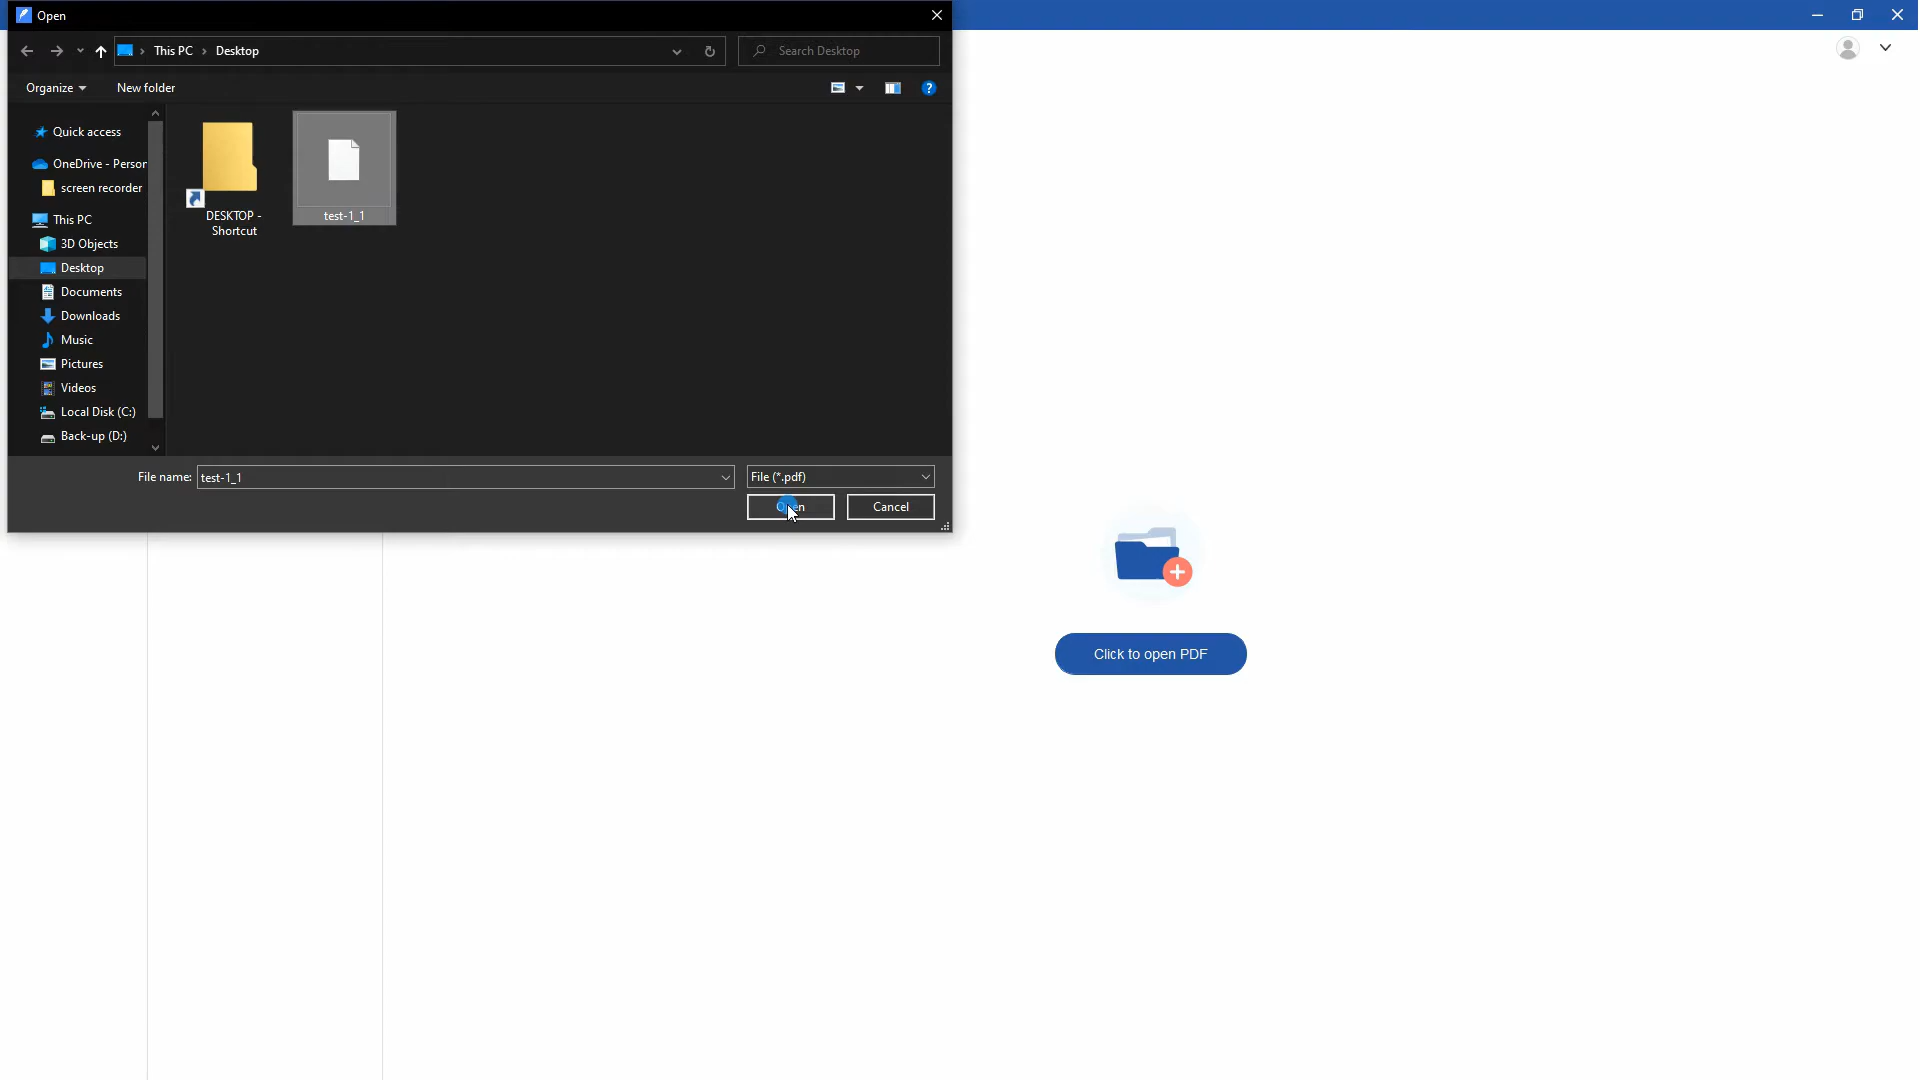 Open
This PC
Desktop
Search Desktop
Organize
New folder
Quick access
OneDrive - Person
screen recorder
This PC
3D Objects
Desktop
Documents
Downloads
Music
Pictures
Videos
Local Disk (C:)
Back-up (D:)
DESKTOP -
Shortcut
test-1_1
File name:
test-1_1
File (*.pdf)
Open
Cancel
Click to open PDF